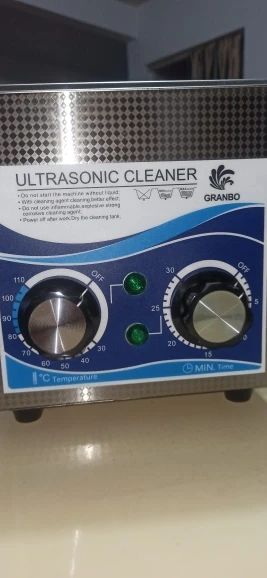 ULTRASONIC CLEANER
GRANBO
• Do not start the machine without liquid;
• With cleaning agent cleaning,better effect;
• Do not use inflammable,explosive strong
corrosive cleaning agent;
• Power off after work.Dry the cleaning tank.
OFF
110
100
90
80
70
60
50
40
30
°C Temperature
OFF
30
5
25
20
15
MIN. Time